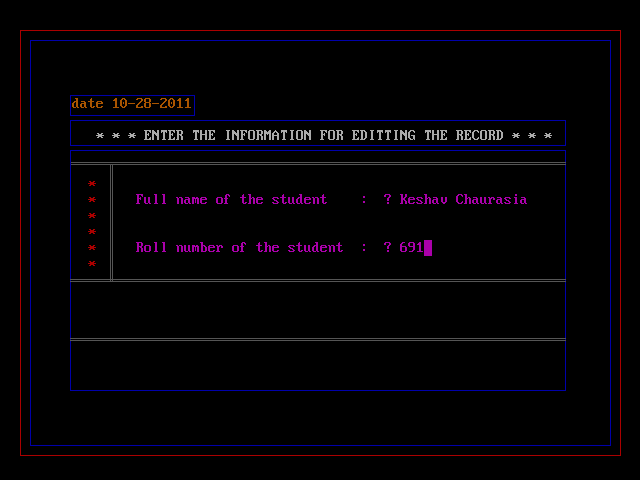 date 10-28-2011
* * * ENTER THE INFORMATION FOR EDITTING THE RECORD * * *
*
* Full name of the student : ? Keshav Chaurasia
*
*
* Roll number of the student : ? 691
*